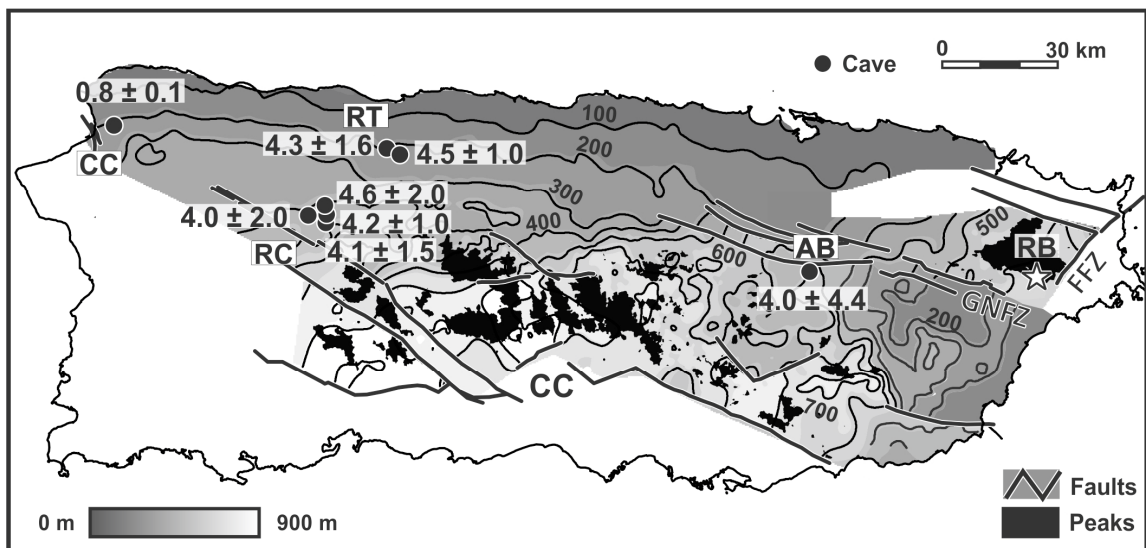 0 30 km
Cave
0.8 ± 0.1
RT
100
4.3 ± 1.6
4.5 ± 1.0
200
CC
4.6 ± 2.0
300
4.0 ± 2.0
4.2 ± 1.0
400
500
RC
4.1 ± 1.5
600
AB
RB
FFZ
4.0 ± 4.4
GNFZ
200
CC
700
0 m 900 m
Faults
Peaks